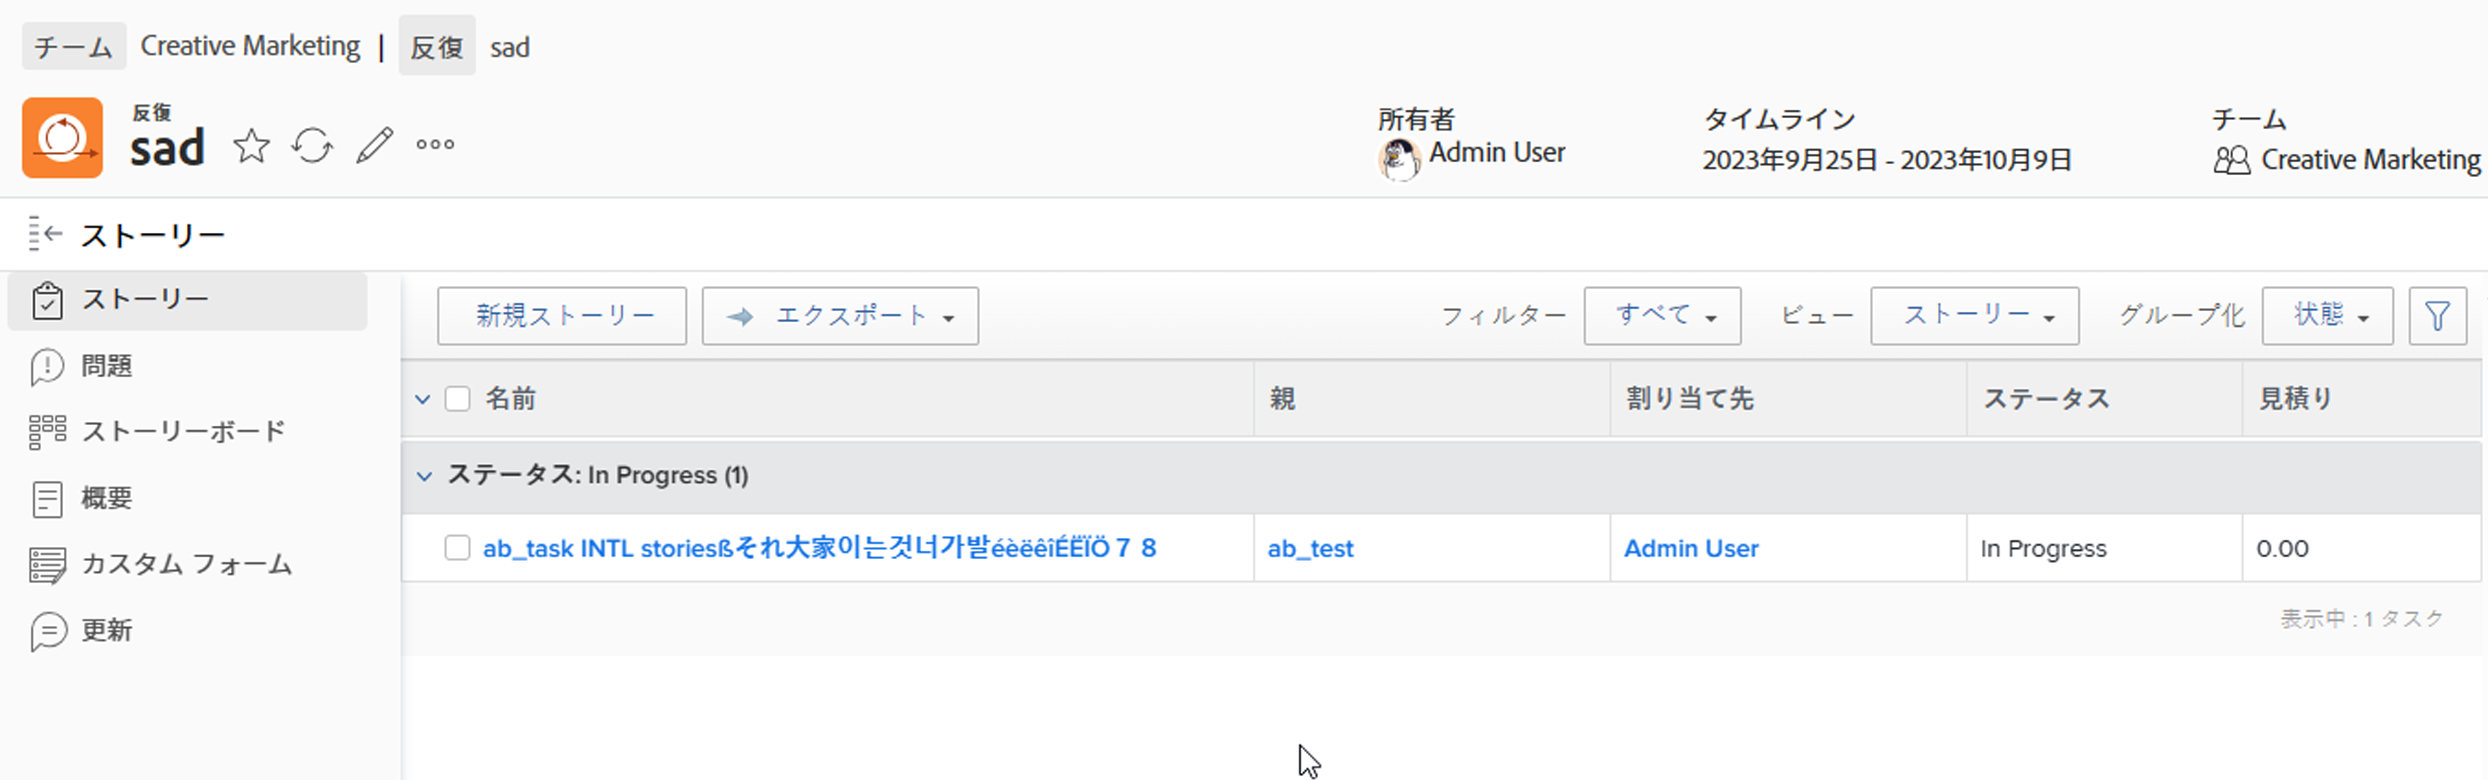 チーム Creative Marketing | 反復 sad
反復
sad
所有者
Admin User
タイムライン
2023年9月25日 - 2023年10月9日
チーム
Creative Marketing
ストーリー
ストーリー
問題
ストーリーボード
概要
カスタム フォーム
更新
新規ストーリー エクスポート フィルター すべて ビュー ストーリー グループ化 状態
名前 親 割り当て先 ステータス 見積り
ステータス: In Progress (1)
ab_task INTL storiesßそれ大家이는것너가발éèëêîÉËÏÖ７８ ab_test Admin User In Progress 0.00
表示中 : 1 タスク